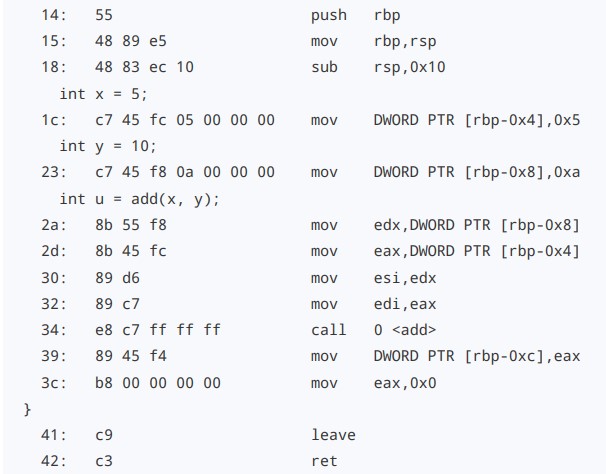 14: 55 push rbp
15: 48 89 e5 mov rbp,rsp
18: 48 83 ec 10 sub rsp,0x10
int x = 5;
1c: c7 45 fc 05 00 00 00 mov DWORD PTR [rbp-0x4],0x5
int y = 10;
23: c7 45 f8 0a 00 00 00 mov DWORD PTR [rbp-0x8],0xa
int u = add(x, y);
2a: 8b 55 f8 mov edx,DWORD PTR [rbp-0x8]
2d: 8b 45 fc mov eax,DWORD PTR [rbp-0x4]
30: 89 d6 mov esi,edx
32: 89 c7 mov edi,eax
34: e8 c7 ff ff ff call 0 <add>
39: 89 45 f4 mov DWORD PTR [rbp-0xc],eax
3c: b8 00 00 00 00 mov eax,0x0
}
41: c9 leave
42: c3 ret